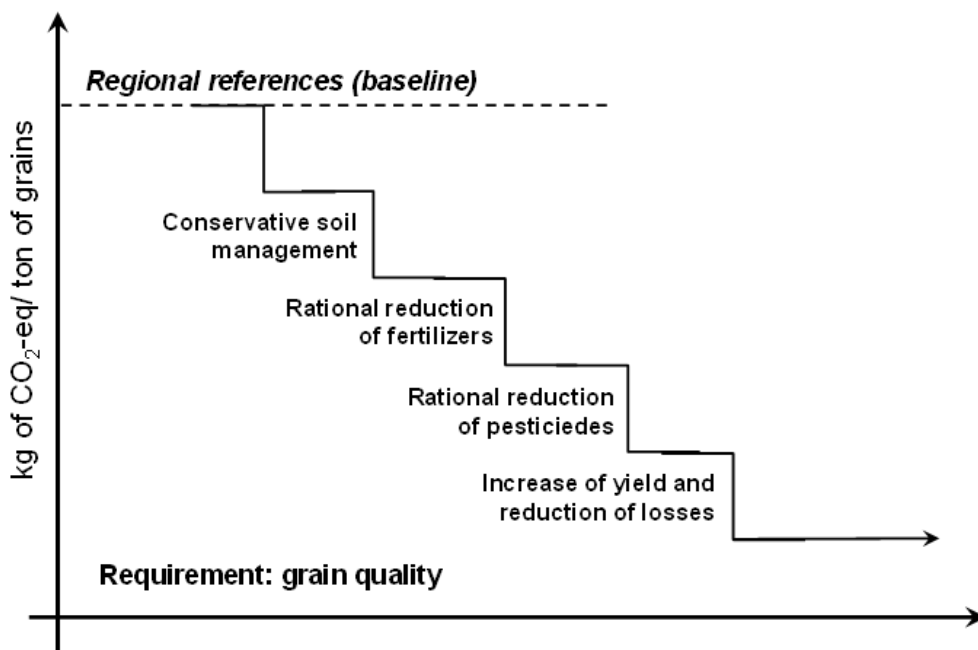 Regional references (baseline)
kg of CO₂-eq/ ton of grains
Conservative soil
management
Rational reduction
of fertilizers
Rational reduction
of pesticiedes
Increase of yield and
reduction of losses
Requirement: grain quality